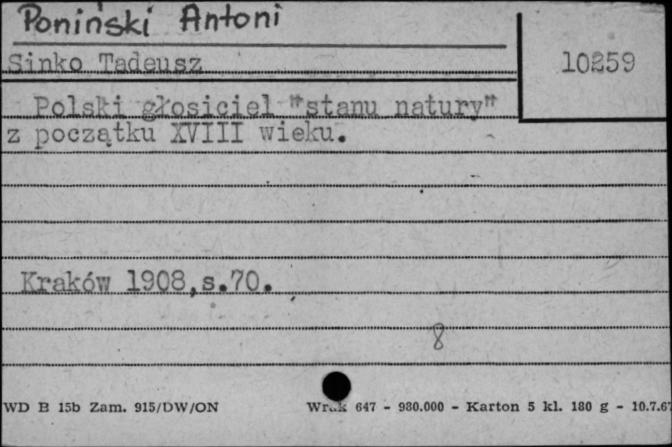 Poniński Antoni
Sinko Tadeusz
10259
Polski głosiciel "stanu natury"
z początku XVIII wieku.
Kraków 1908,s.70.
8
WD B 15b Zam. 915/DW/ON
647 - 980.000 - Karton 5 kl. 180 g - 10.7.67